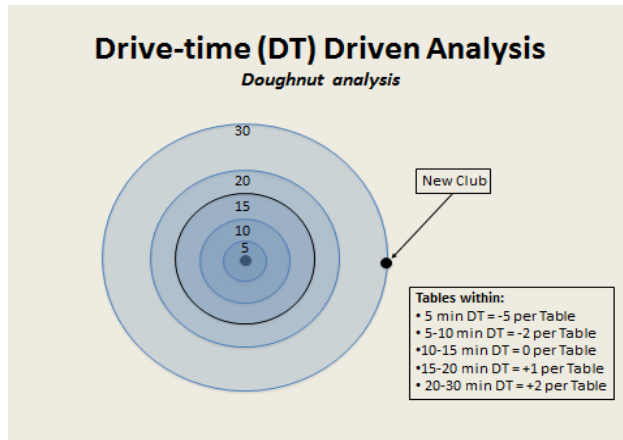 Drive-time (DT) Driven Analysis
Doughnut analysis
30
20
15
10
5
New Club
Tables within:
• 5 min DT = -5 per Table
• 5-10 min DT = -2 per Table
•10-15 min DT = 0 per Table
•15-20 min DT = +1 per Table
• 20-30 min DT = +2 per Table